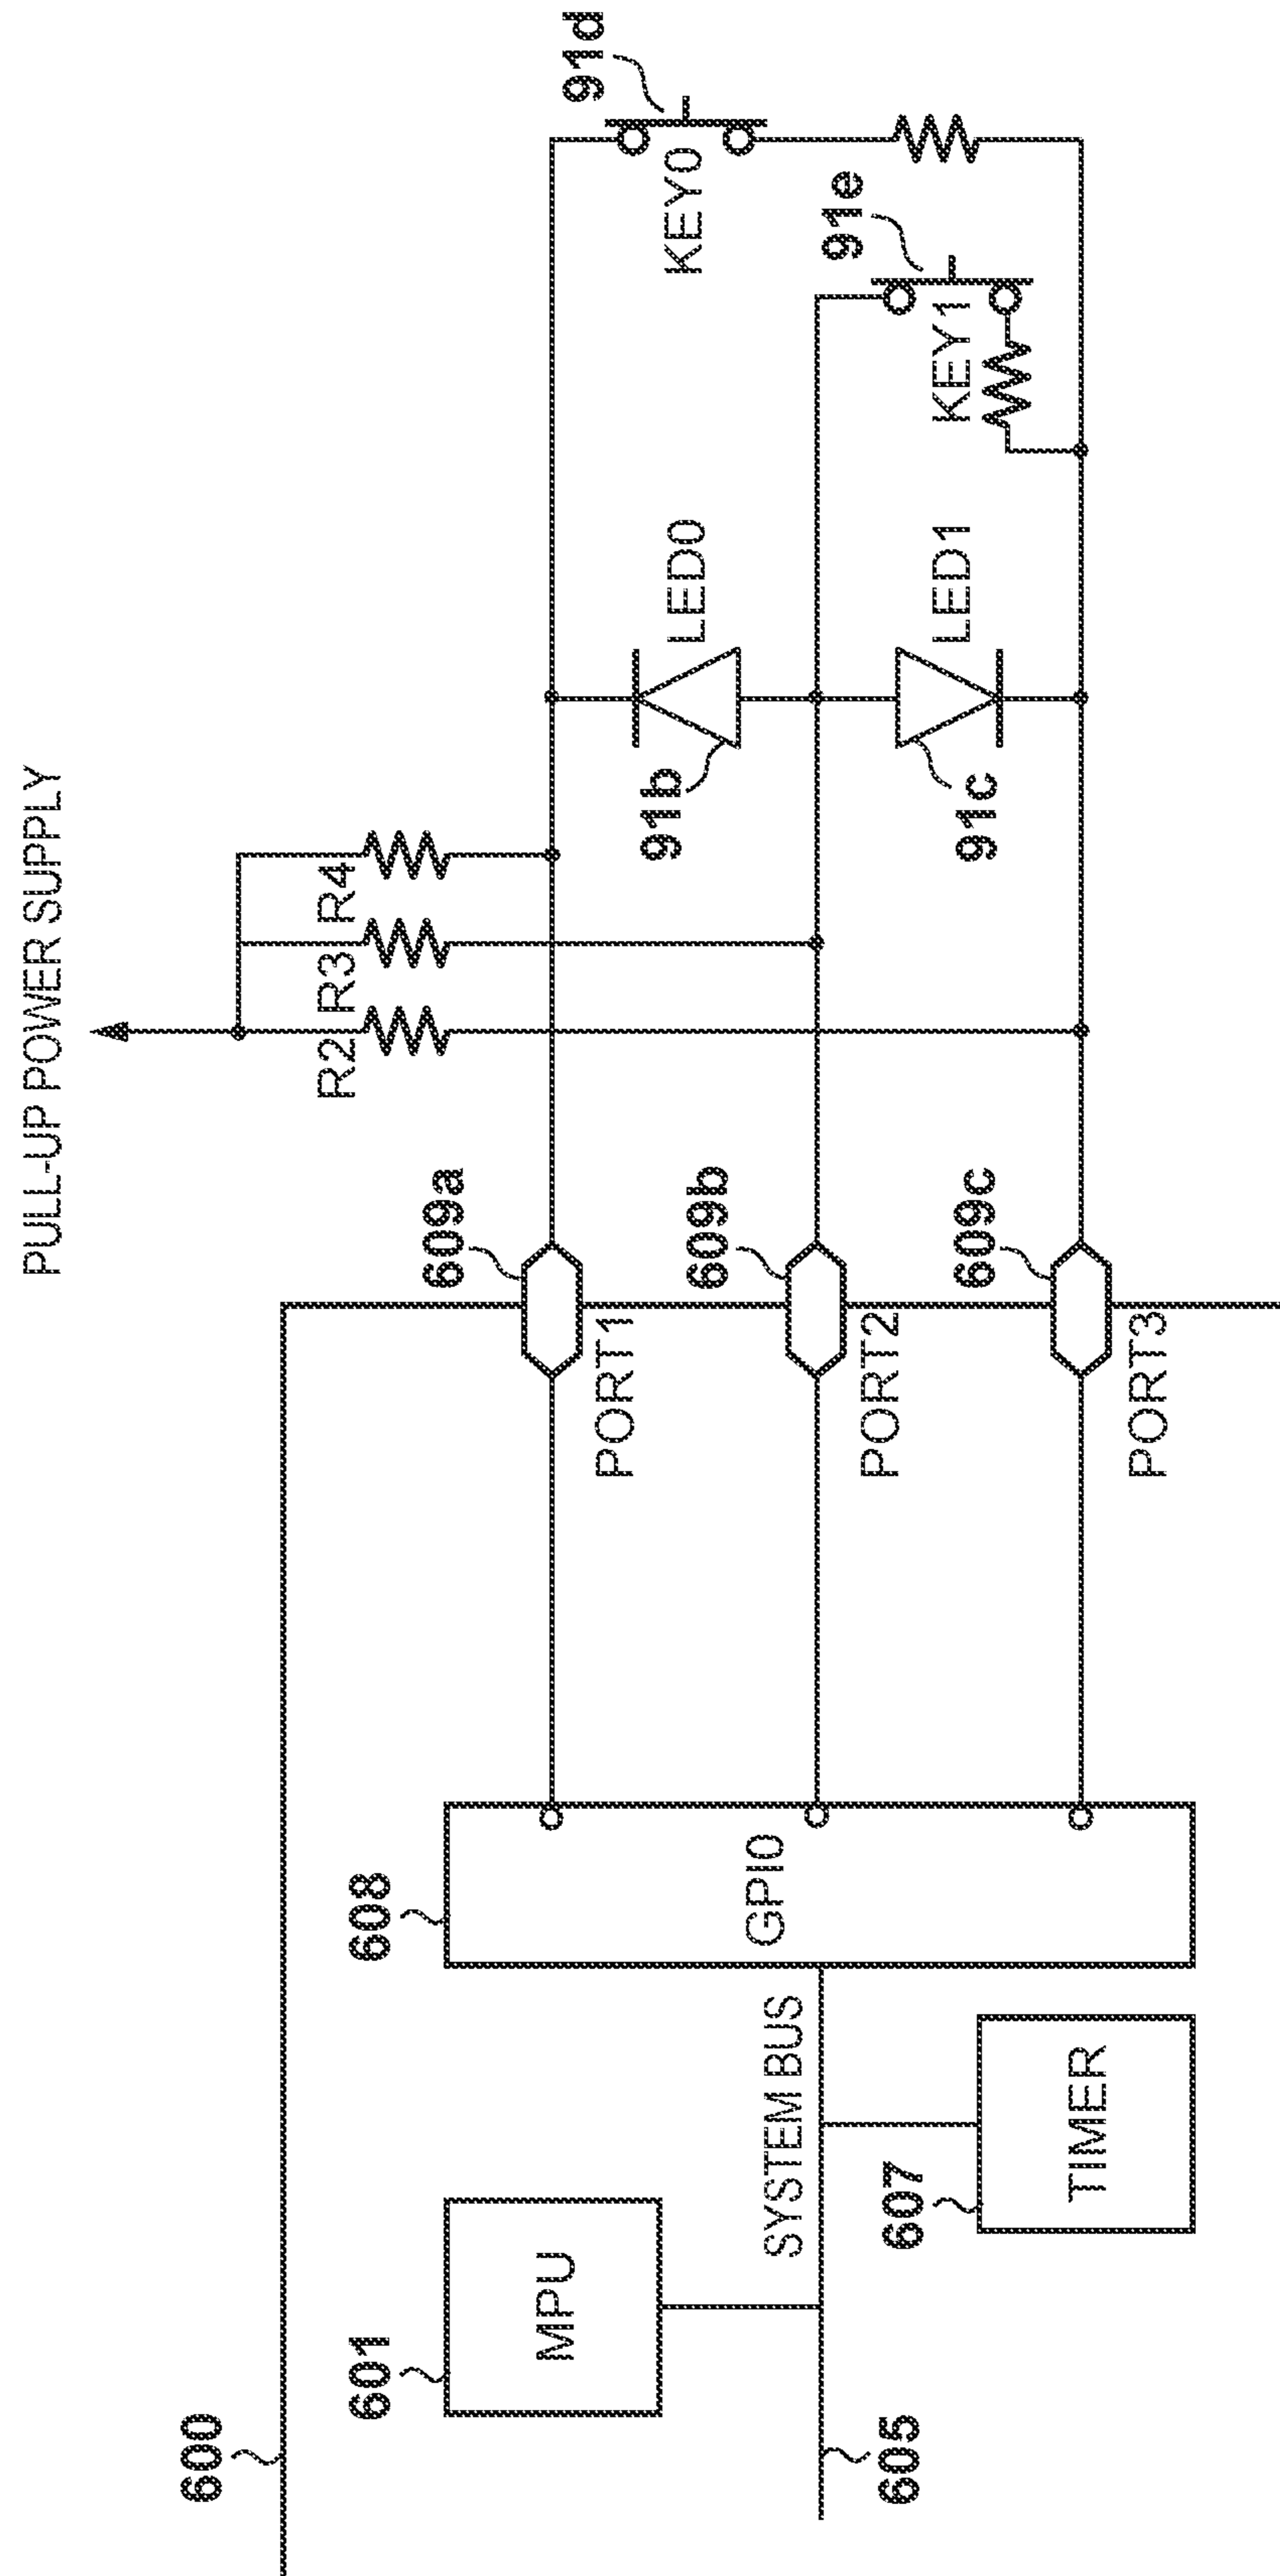 PULL-UP POWER SUPPLY
R2
R3
R4
600
601
MPU
605
SYSTEM BUS
607
TIMER
608
GPI0
609a
PORT1
609b
PORT2
609c
PORT3
91b
LED0
91c
LED1
91d
KEY0
91e
KEY1